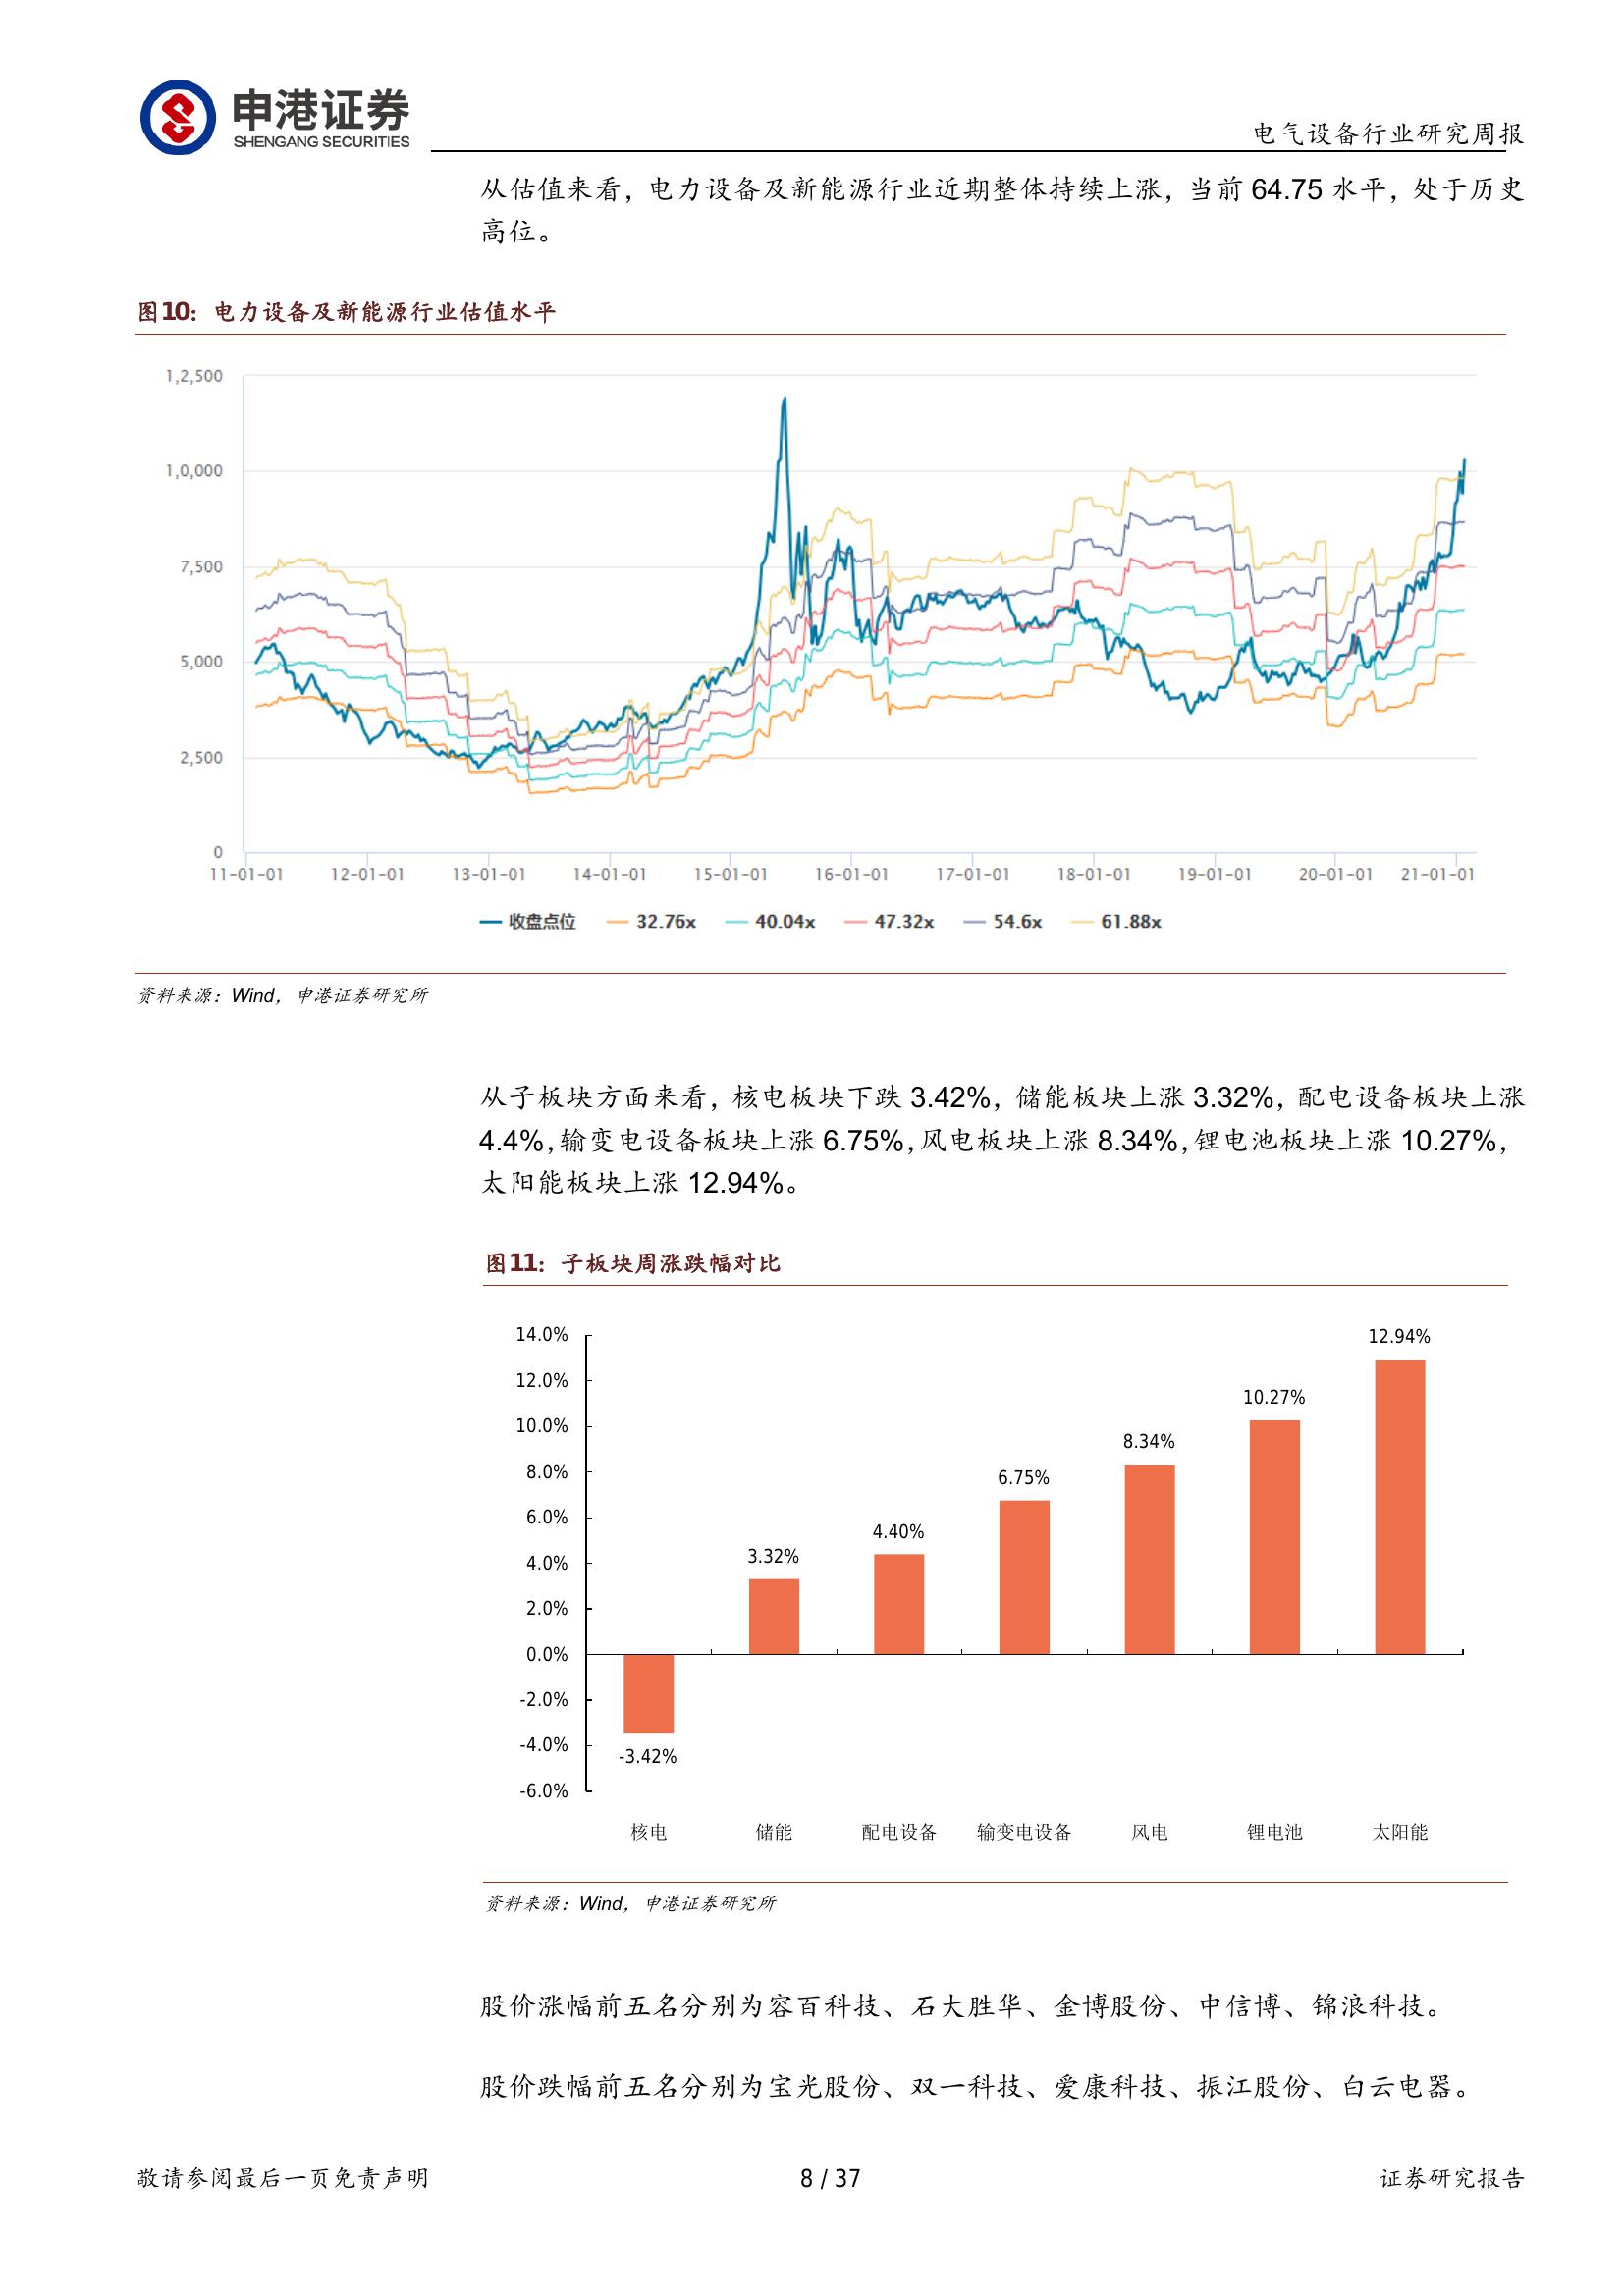 申港证券
SHENGANG SECURITIES
电气设备行业研究周报
从估值来看，电力设备及新能源行业近期整体持续上涨，当前 64.75 水平，处于历史
高位。
图10：电力设备及新能源行业估值水平
1,2,500
1,0,000
7,500
5,000
2,500
0
11-01-01 12-01-01 13-01-01 14-01-01 15-01-01 16-01-01 17-01-01 18-01-01 19-01-01 20-01-01 21-01-01
收盘点位 32.76x 40.04x 47.32x 54.6x 61.88x
资料来源：Wind，申港证券研究所
从子板块方面来看，核电板块下跌 3.42%，储能板块上涨 3.32%，配电设备板块上涨
4.4%，输变电设备板块上涨 6.75%，风电板块上涨 8.34%，锂电池板块上涨 10.27%，
太阳能板块上涨 12.94%。
图11：子板块周涨跌幅对比
14.0%
12.0%
10.0%
8.0%
6.0%
4.0%
2.0%
0.0%
-2.0%
-4.0%
-6.0%
-3.42%
3.32%
4.40%
6.75%
8.34%
10.27%
12.94%
核电 储能 配电设备 输变电设备 风电 锂电池 太阳能
资料来源：Wind，申港证券研究所
股价涨幅前五名分别为容百科技、石大胜华、金博股份、中信博、锦浪科技。
股价跌幅前五名分别为宝光股份、双一科技、爱康科技、振江股份、白云电器。
敬请参阅最后一页免责声明 8 / 37 证券研究报告